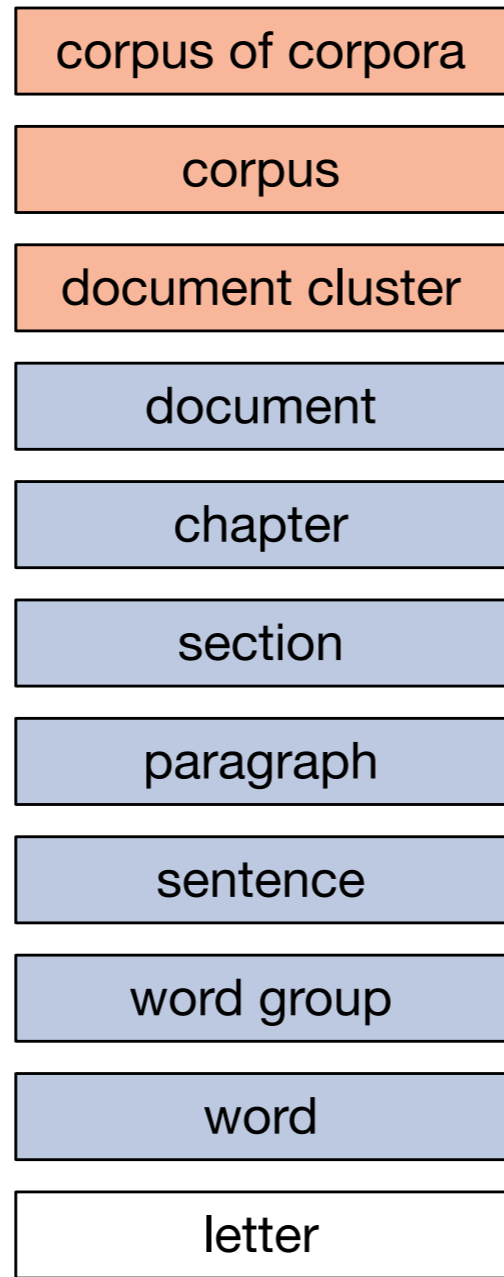 corpus of corpora
corpus
document cluster
document
chapter
section
paragraph
sentence
word group
word
letter